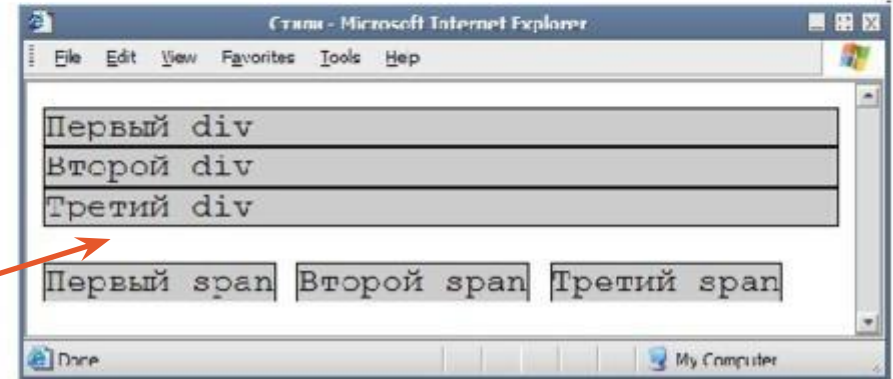 Стили - Microsoft Internet Explorer
File Edit View Favorites Tools Help
Первый div
Второй div
Третий div
Первый span Второй span Третий span
Done My Computer